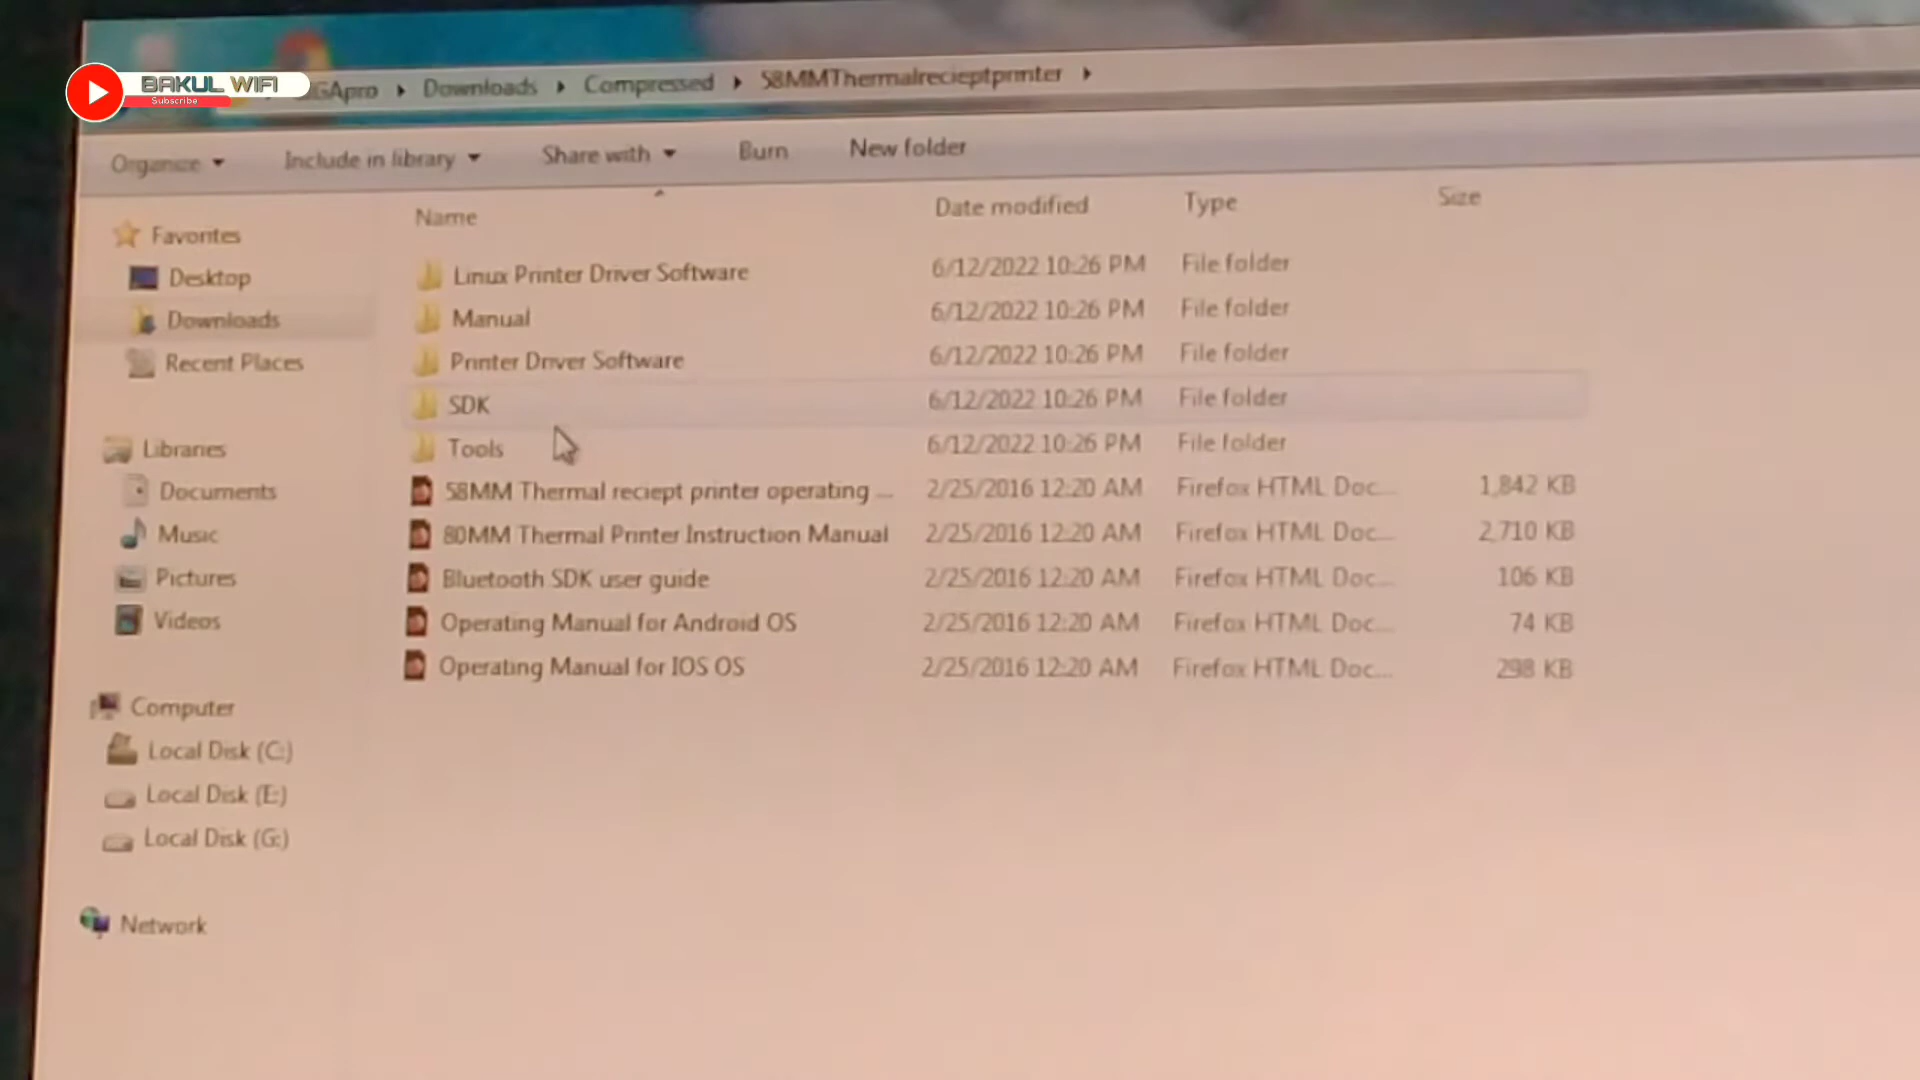 BAKUL WIFI
Subscribe
GApro ▸ Downloads ▸ Compressed ▸ 58MMThermalrecieptprinter ▸
Organize Include in library Share with Burn New folder
Name Date modified Type Size
Favorites
Desktop
Downloads
Recent Places
Libraries
Documents
Music
Pictures
Videos
Computer
Local Disk (C:)
Local Disk (E:)
Local Disk (G:)
Network
Linux Printer Driver Software 6/12/2022 10:26 PM File folder
Manual 6/12/2022 10:26 PM File folder
Printer Driver Software 6/12/2022 10:26 PM File folder
SDK 6/12/2022 10:26 PM File folder
Tools 6/12/2022 10:26 PM File folder
58MM Thermal reciept printer operating ... 2/25/2016 12:20 AM Firefox HTML Doc... 1,842 KB
80MM Thermal Printer Instruction Manual 2/25/2016 12:20 AM Firefox HTML Doc... 2,710 KB
Bluetooth SDK user guide 2/25/2016 12:20 AM Firefox HTML Doc... 106 KB
Operating Manual for Android OS 2/25/2016 12:20 AM Firefox HTML Doc... 74 KB
Operating Manual for IOS OS 2/25/2016 12:20 AM Firefox HTML Doc... 298 KB